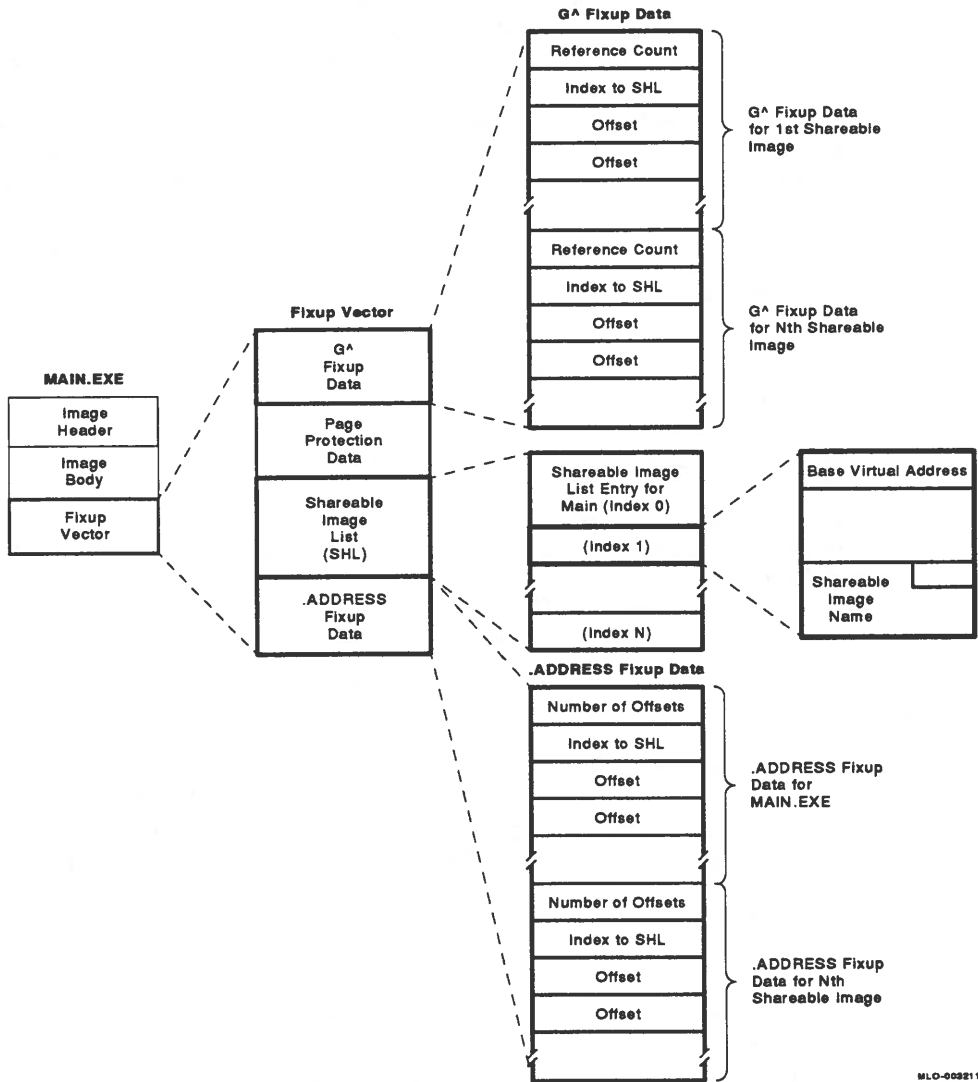 MAIN.EXE
Image
Header
Image
Body
Fixup
Vector
Fixup Vector
G^
Fixup
Data
Page
Protection
Data
Shareable
Image
List
(SHL)
.ADDRESS
Fixup
Data
G^ Fixup Data
Reference Count
Index to SHL
Offset
Offset
G^ Fixup Data
for 1st Shareable
Image
Reference Count
Index to SHL
Offset
Offset
G^ Fixup Data
for Nth Shareable
Image
Shareable Image
List Entry for
Main (Index 0)
(Index 1)
(Index N)
Base Virtual Address
Shareable
Image
Name
.ADDRESS Fixup Data
Number of Offsets
Index to SHL
Offset
Offset
.ADDRESS Fixup
Data for
MAIN.EXE
Number of Offsets
Index to SHL
Offset
Offset
.ADDRESS Fixup
Data for Nth
Shareable Image
MLO-003211